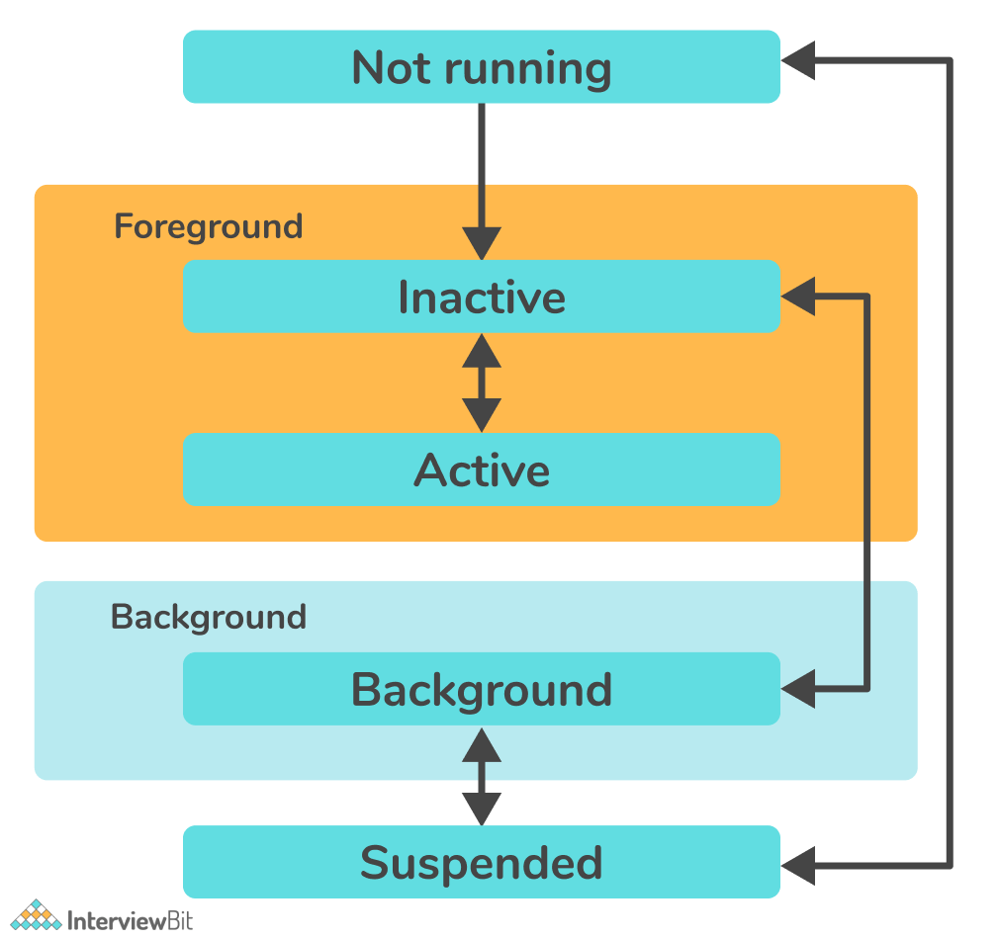 Not running
Foreground
Inactive
Active
Background
Background
Suspended
InterviewBit